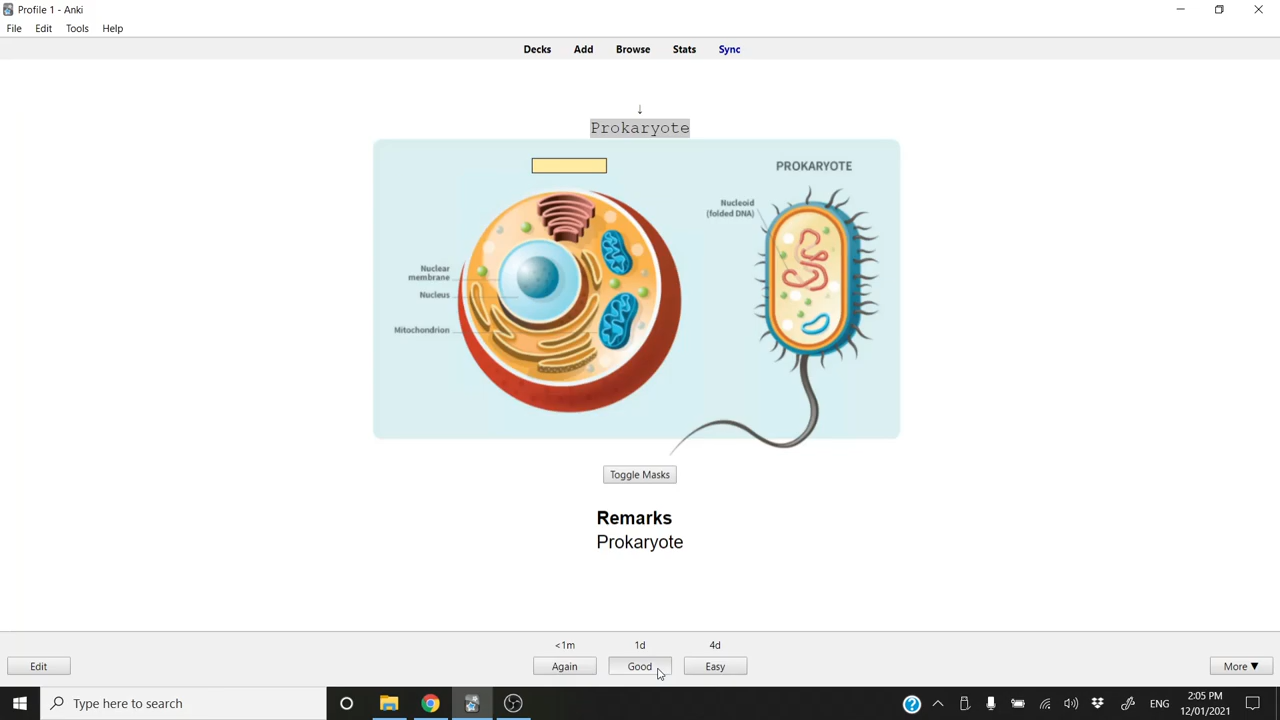 Profile 1 - Anki
File Edit Tools Help
Decks Add Browse Stats Sync
↓
Prokaryote
PROKARYOTE
Nucleoid
(folded DNA)
Nuclear
membrane
Nucleus
Mitochondrion
Toggle Masks
Remarks
Prokaryote
<1m 1d 4d
Edit Again Good Easy More ▼
Type here to search
ENG
2:05 PM
12/01/2021